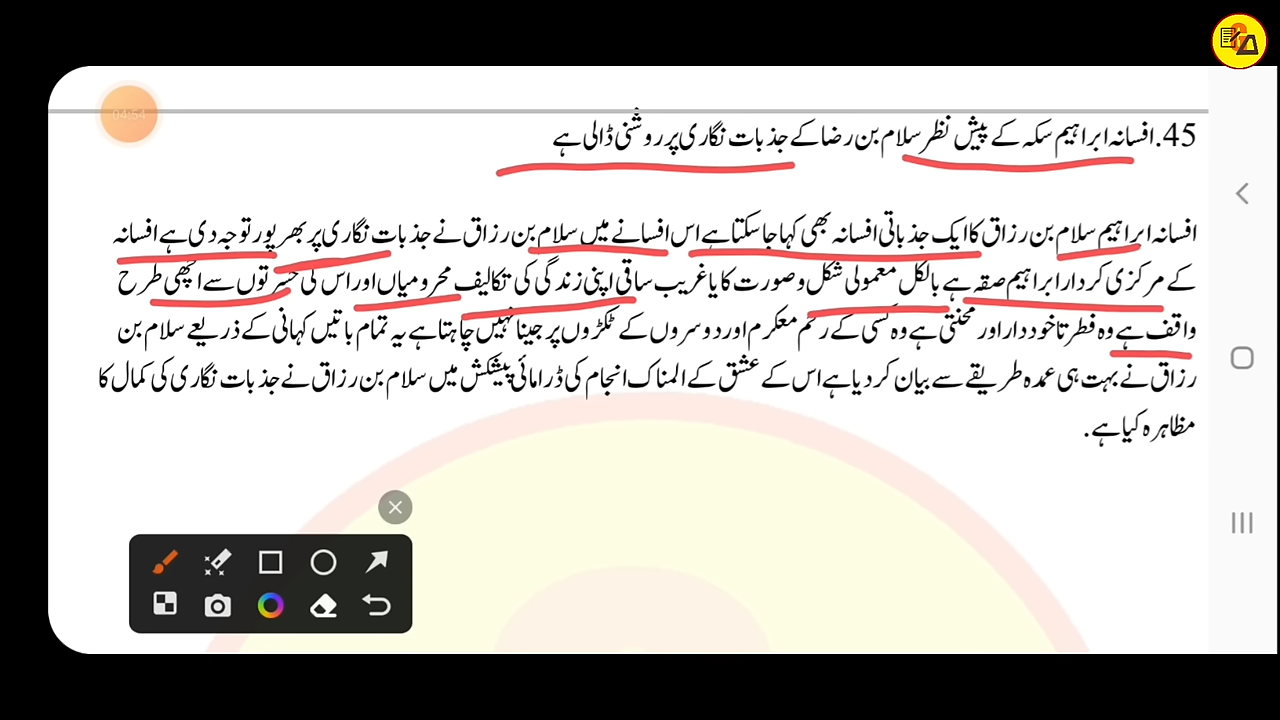 04:54
45. افسانہ ابراہیم سکہ کے پیش نظر سلام بن رضا کے جذبات نگاری پر روشنی ڈالی ہے
افسانہ ابراہیم سلام بن رزاق کا ایک جذباتی افسانہ بھی کہا جا سکتا ہے اس افسانے میں سلام بن رزاق نے جذبات نگاری پر بھر پور توجہ دی ہے افسانہ
کے مرکزی کردار ابراہیم صقہ ہے بالکل معمولی شکل و صورت کا یا غریب ساقی اپنی زندگی کی تکالیف محرومیاں اور اس کی حسرتوں سے اچھی طرح
واقف ہے وہ فطرتا خود دار اور محنتی ہے وہ کسی کے رحم معکرم اور دوسروں کے ٹکڑوں پر جینا نہیں چاہتا ہے یہ تمام باتیں کہانی کے ذریعے سلام بن
رزاق نے بہت ہی عمدہ طریقے سے بیان کر دیا ہے اس کے عشق کے المناک انجام کی ڈرامائی پیشکش میں سلام بن رزاق نے جذبات نگاری کی کمال کا
مظاہرہ کیا ہے.